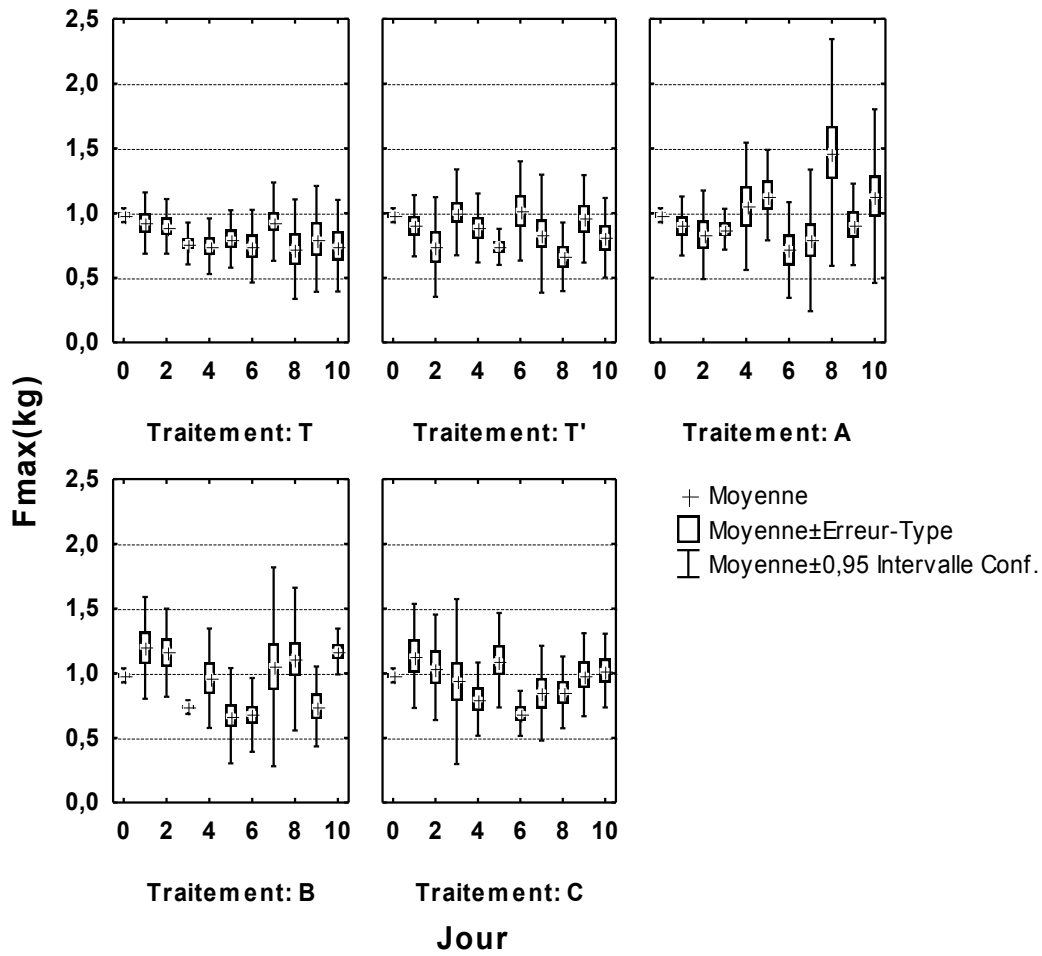 Fmax(kg)
2,5
2,0
1,5
1,0
0,5
0,0
0 2 4 6 8 10
0 2 4 6 8 10
0 2 4 6 8 10
Traitement: T
Traitement: T'
Traitement: A
2,5
2,0
1,5
1,0
0,5
0,0
0 2 4 6 8 10
0 2 4 6 8 10
Traitement: B
Traitement: C
Moyenne
Moyenne±Erreur-Type
Moyenne±0,95 Intervalle Conf.
Jour